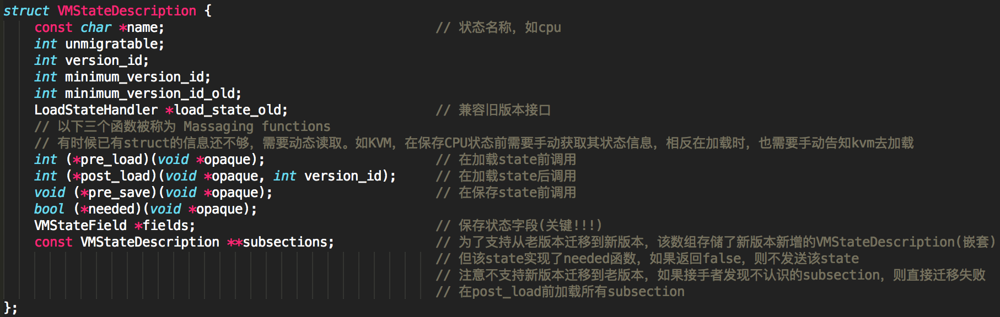 struct VMStateDescription {
    const char *name;                                   // 状态名称，如cpu
    int unmigratable;
    int version_id;
    int minimum_version_id;
    int minimum_version_id_old;
    LoadStateHandler *load_state_old;                   // 兼容旧版本接口
    // 以下三个函数被称为 Massaging functions
    // 有时候已有struct的信息还不够，需要动态读取。如KVM，在保存CPU状态前需要手动获取其状态信息，相反在加载时，也需要手动告知kvm去加载
    int (*pre_load)(void *opaque);                      // 在加载state前调用
    int (*post_load)(void *opaque, int version_id);     // 在加载state后调用
    void (*pre_save)(void *opaque);                     // 在保存state前调用
    bool (*needed)(void *opaque);
    VMStateField *fields;                               // 保存状态字段(关键!!!)
    const VMStateDescription **subsections;             // 为了支持从老版本迁移到新版本，该数组存储了新版本新增的VMStateDescription(嵌套)
                                                        // 但该state实现了needed函数，如果返回false，则不发送该state
                                                        // 注意不支持新版本迁移到老版本，如果接手者发现不认识的subsection，则直接迁移失败
                                                        // 在post_load前加载所有subsection
};